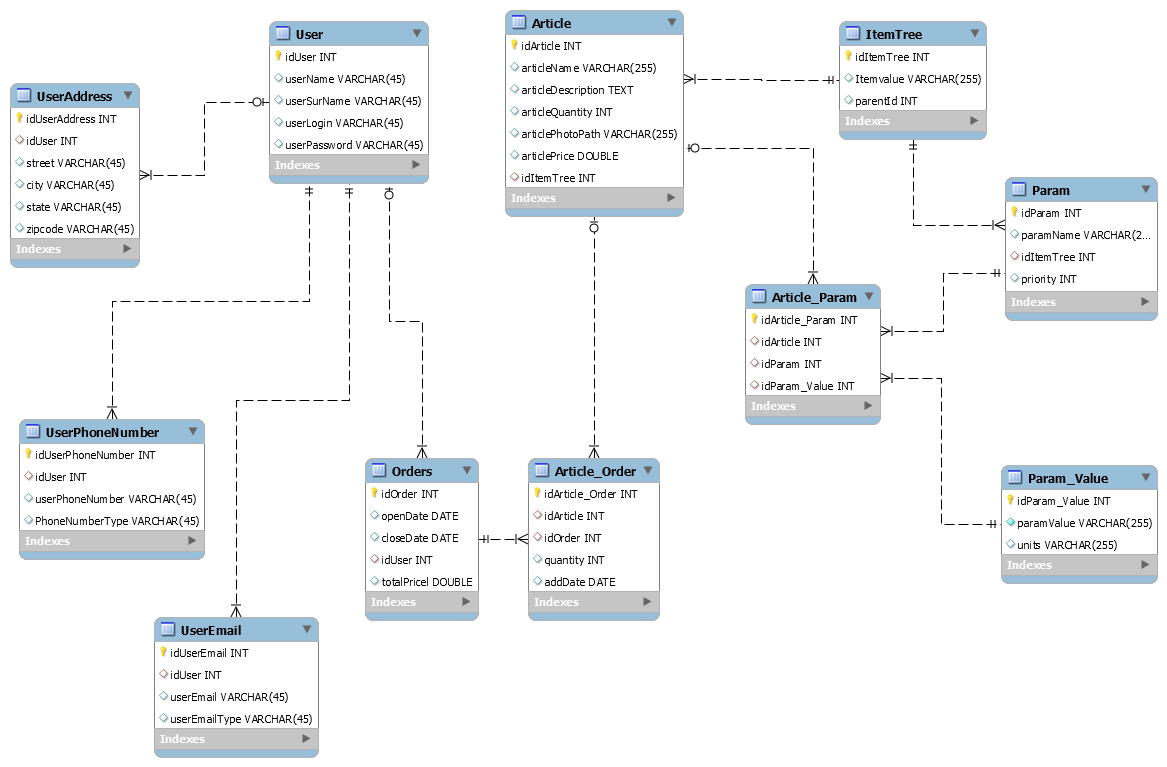 User
idUser INT
userName VARCHAR(45)
userSurName VARCHAR(45)
userLogin VARCHAR(45)
userPassword VARCHAR(45)
Indexes
Article
idArticle INT
articleName VARCHAR(255)
articleDescription TEXT
articleQuantity INT
articlePhotoPath VARCHAR(255)
articlePrice DOUBLE
idItemTree INT
Indexes
ItemTree
idItemTree INT
Itemvalue VARCHAR(255)
parentId INT
Indexes
UserAddress
idUserAddress INT
idUser INT
street VARCHAR(45)
city VARCHAR(45)
state VARCHAR(45)
zipcode VARCHAR(45)
Indexes
Param
idParam INT
paramName VARCHAR(2...
idItemTree INT
priority INT
Indexes
Article_Param
idArticle_Param INT
idArticle INT
idParam INT
idParam_Value INT
Indexes
UserPhoneNumber
idUserPhoneNumber INT
idUser INT
userPhoneNumber VARCHAR(45)
PhoneNumberType VARCHAR(45)
Indexes
Orders
idOrder INT
openDate DATE
closeDate DATE
idUser INT
totalPricel DOUBLE
Indexes
Article_Order
idArticle_Order INT
idArticle INT
idOrder INT
quantity INT
addDate DATE
Indexes
Param_Value
idParam_Value INT
paramValue VARCHAR(255)
units VARCHAR(255)
Indexes
UserEmail
idUserEmail INT
idUser INT
userEmail VARCHAR(45)
userEmailType VARCHAR(45)
Indexes